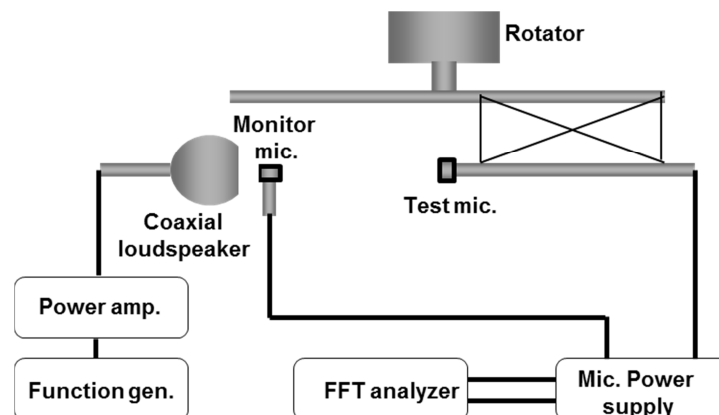 Rotator
Monitor
mic.
Test mic.
Coaxial
loudspeaker
Power amp.
Function gen.
FFT analyzer
Mic. Power
supply